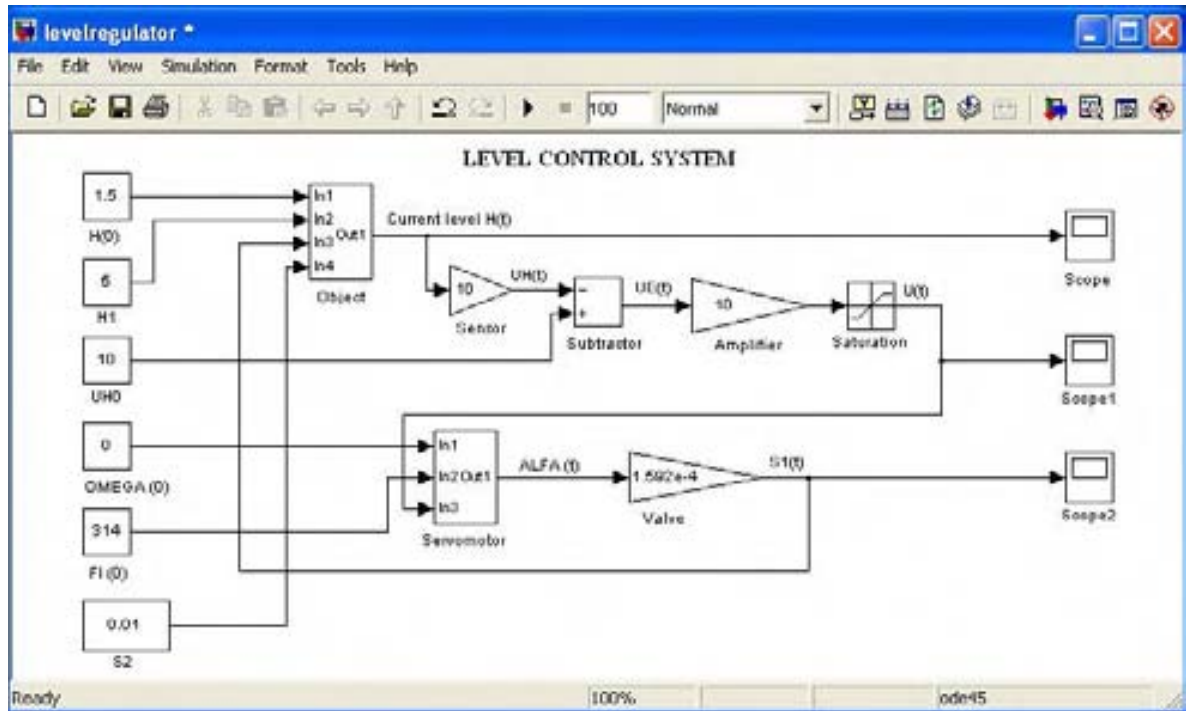 levelregulator *
File Edit View Simulation Format Tools Help
100 Normal
LEVEL CONTROL SYSTEM
1.5
H(0)
In1
In2
In3
In4
Out1
Object
Current level H(t)
Scope
6
H1
10
Sensor
UH(t)
-
+
Subtractor
UE(t)
10
Amplifier
Saturation
U(t)
10
UH0
Scope1
0
OMEGA (0)
In1
In2 Out1
In3
Servomotor
ALFA (t)
1.592e-4
Valve
S1(t)
Scope2
314
FI (0)
0.01
S2
Ready 100% ode45